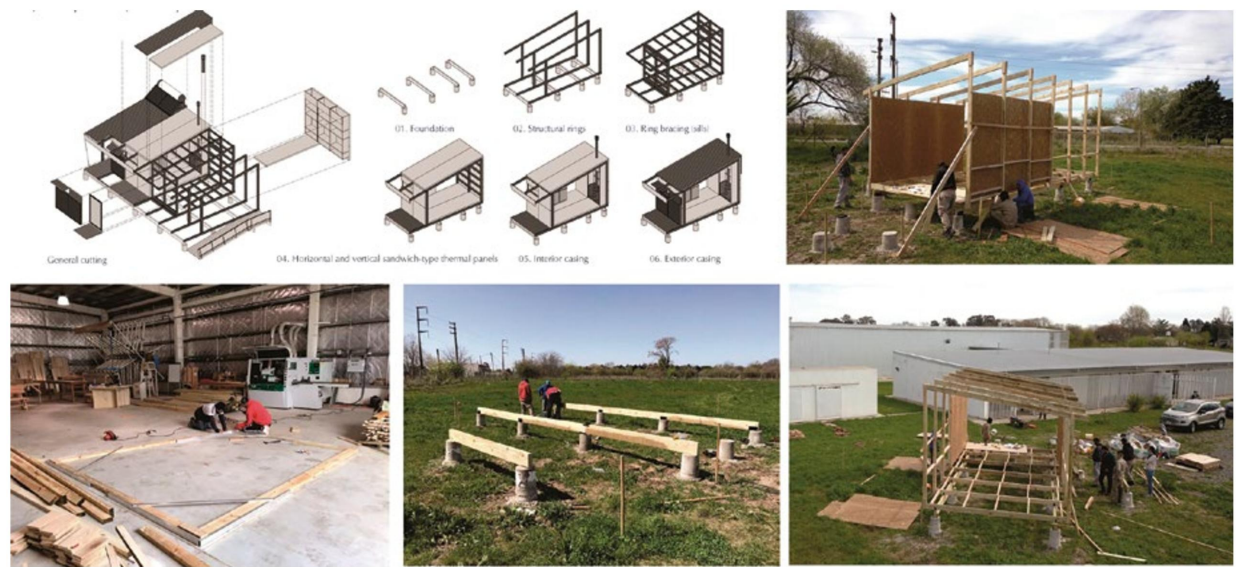 01. Foundation
02. Structural rings
03. Ring bracing (sills)
General cutting
04. Horizontal and vertical sandwich-type thermal panels
05. Interior casing
06. Exterior casing